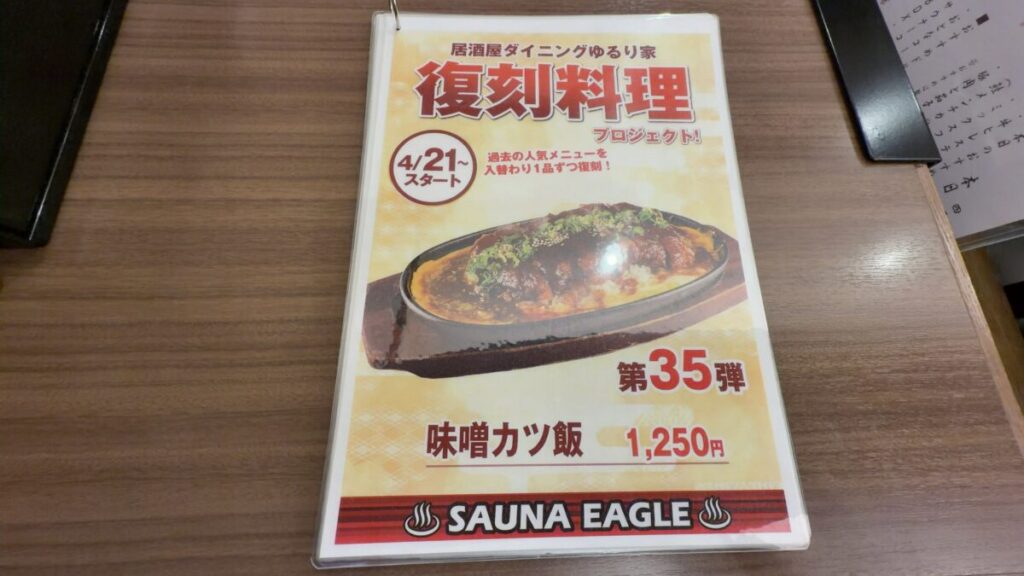 居酒屋ダイニングゆるり家
復刻料理
プロジェクト!
4/21~
スタート
過去の人気メニューを
入替わり1品ずつ復刻!
第35弾
味噌カツ飯 1,250円
SAUNA EAGLE
本日